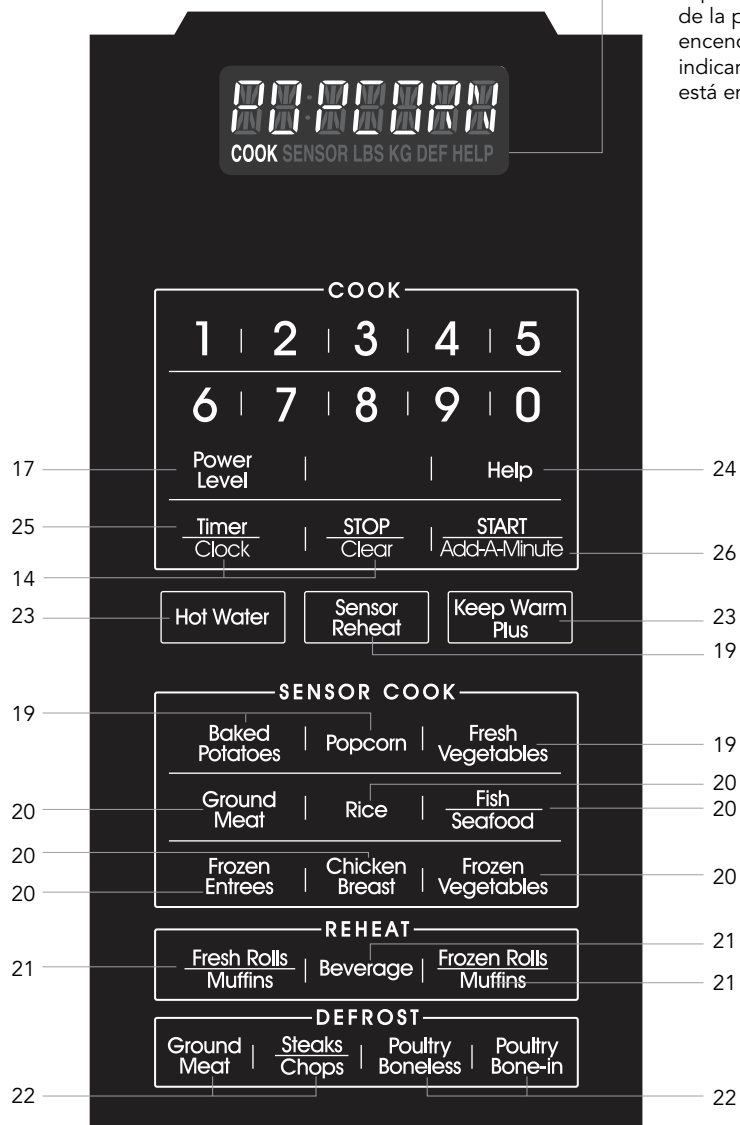 de la p
encend
indicar
está en
POPCORN
COOK SENSOR LBS KG DEF HELP
COOK
1 2 3 4 5
6 7 8 9 0
17 Power Level Help 24
25 Timer Clock STOP Clear START Add-A-Minute 26
14
23 Hot Water Sensor Reheat Keep Warm Plus 23
19
SENSOR COOK
19 Baked Potatoes Popcorn Fresh Vegetables 19
20
20 Ground Meat Rice Fish Seafood 20
20
20 Frozen Entrees Chicken Breast Frozen Vegetables 20
REHEAT
21
21 Fresh Rolls Muffins Beverage Frozen Rolls Muffins 21
DEFROST
Ground Meat Steaks Chops Poultry Boneless Poultry Bone-in
22 22